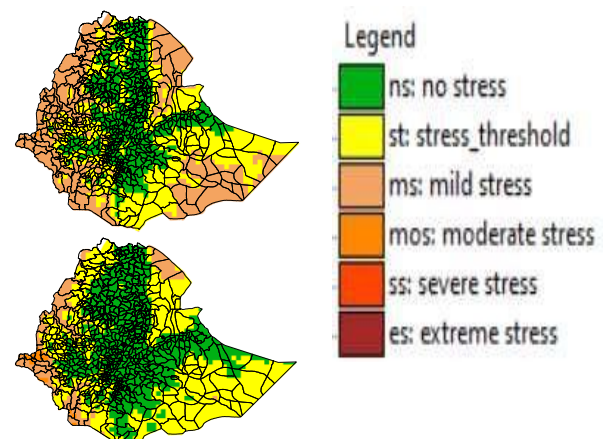 Legend
ns: no stress
st: stress_threshold
ms: mild stress
mos: moderate stress
ss: severe stress
es: extreme stress